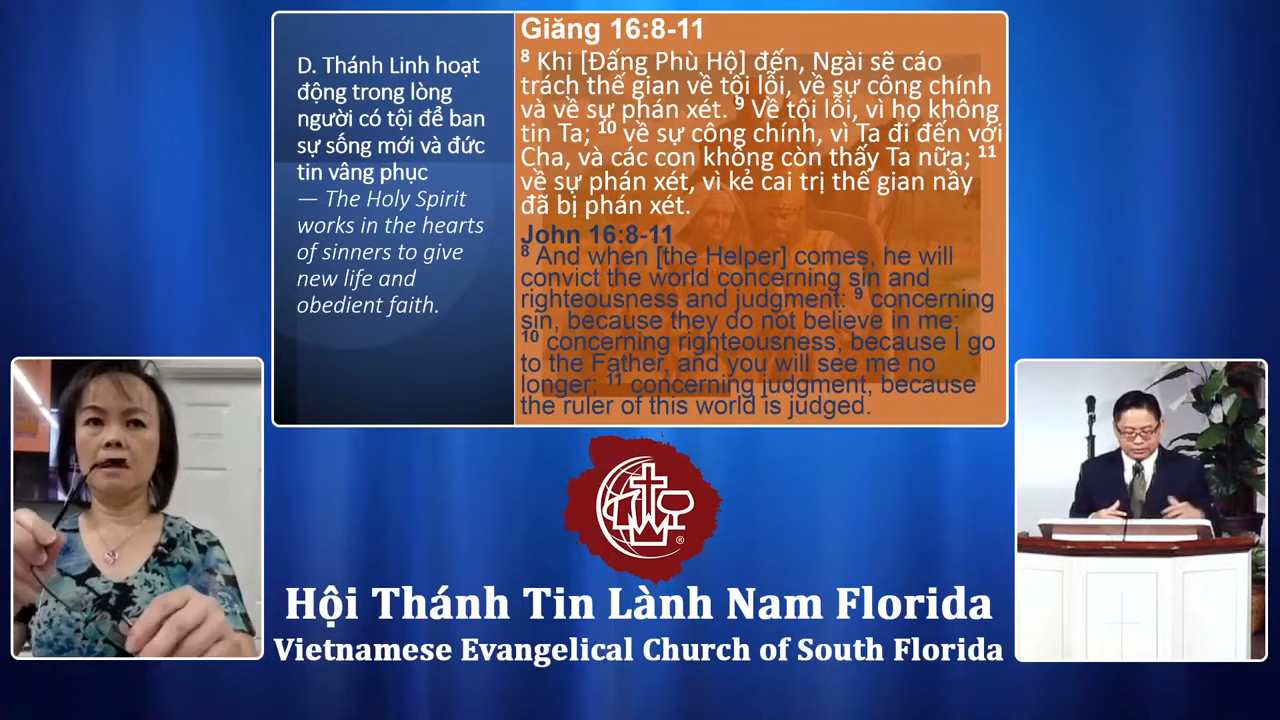 D. Thánh Linh hoạt
động trong lòng
người có tội để ban
sự sống mới và đức
tin vâng phục
— The Holy Spirit
works in the hearts
of sinners to give
new life and
obedient faith.
Giăng 16:8-11
8 Khi [Đấng Phù Hộ] đến, Ngài sẽ cáo
trách thế gian về tội lỗi, về sự công chính
và về sự phán xét. 9 Về tội lỗi, vì họ không
tin Ta; 10 về sự công chính, vì Ta đi đến với
Cha, và các con không còn thấy Ta nữa; 11
về sự phán xét, vì kẻ cai trị thế gian nầy
đã bị phán xét.
John 16:8-11
8 And when [the Helper] comes, he will
convict the world concerning sin and
righteousness and judgment: 9 concerning
sin, because they do not believe in me;
10 concerning righteousness, because I go
to the Father, and you will see me no
longer; 11 concerning judgment, because
the ruler of this world is judged.
®
Hội Thánh Tin Lành Nam Florida
Vietnamese Evangelical Church of South Florida